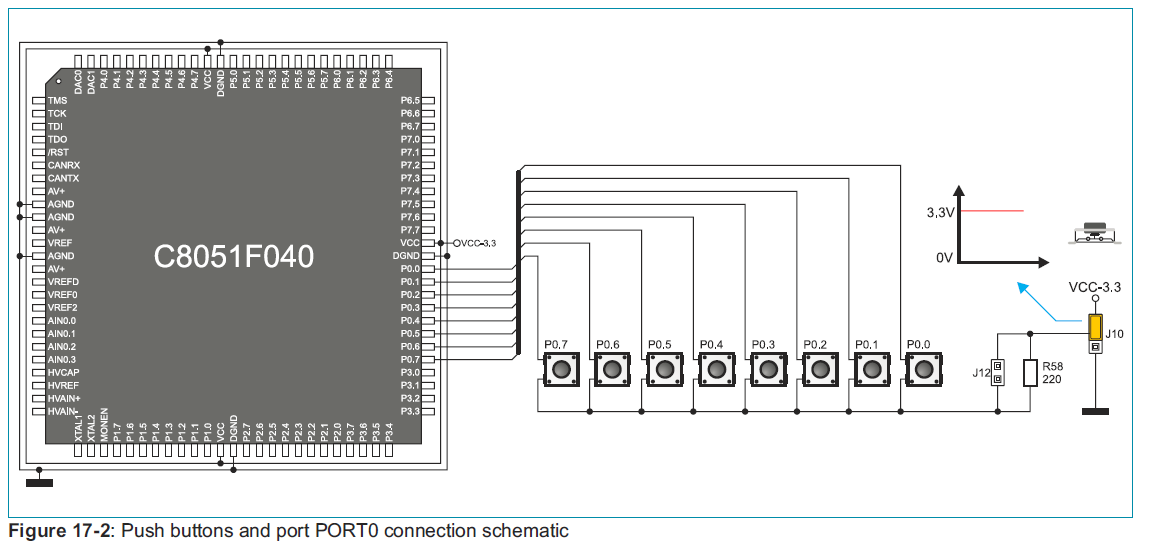 DAC0
DAC1
P4.0
P4.1
P4.2
P4.3
P4.4
P4.5
P4.6
P4.7
VCC
DGND
P5.0
P5.1
P5.2
P5.3
P5.4
P5.5
P5.6
P5.7
P6.0
P6.1
P6.2
P6.3
P6.4
TMS
TCK
TDI
TDO
/RST
CANRX
CANTX
AV+
AGND
AGND
AV+
VREF
AGND
AV+
VREFD
VREF0
VREF2
AIN0.0
AIN0.1
AIN0.2
AIN0.3
HVCAP
HVREF
HVAIN+
HVAIN-
C8051F040
P6.5
P6.6
P6.7
P7.0
P7.1
P7.2
P7.3
P7.4
P7.5
P7.6
P7.7
VCC
DGND
P0.0
P0.1
P0.2
P0.3
P0.4
P0.5
P0.6
P0.7
P3.0
P3.1
P3.2
P3.3
XTAL1
XTAL2
MONEN
P1.7
P1.6
P1.5
P1.4
P1.3
P1.2
P1.1
P1.0
VCC
DGND
P2.7
P2.6
P2.5
P2.4
P2.3
P2.2
P2.1
P2.0
P3.7
P3.6
P3.5
P3.4
VCC-3.3
P0.7
P0.6
P0.5
P0.4
P0.3
P0.2
P0.1
P0.0
3.3V
0V
VCC-3.3
J10
J12
R58
220
Figure 17-2: Push buttons and port PORT0 connection schematic